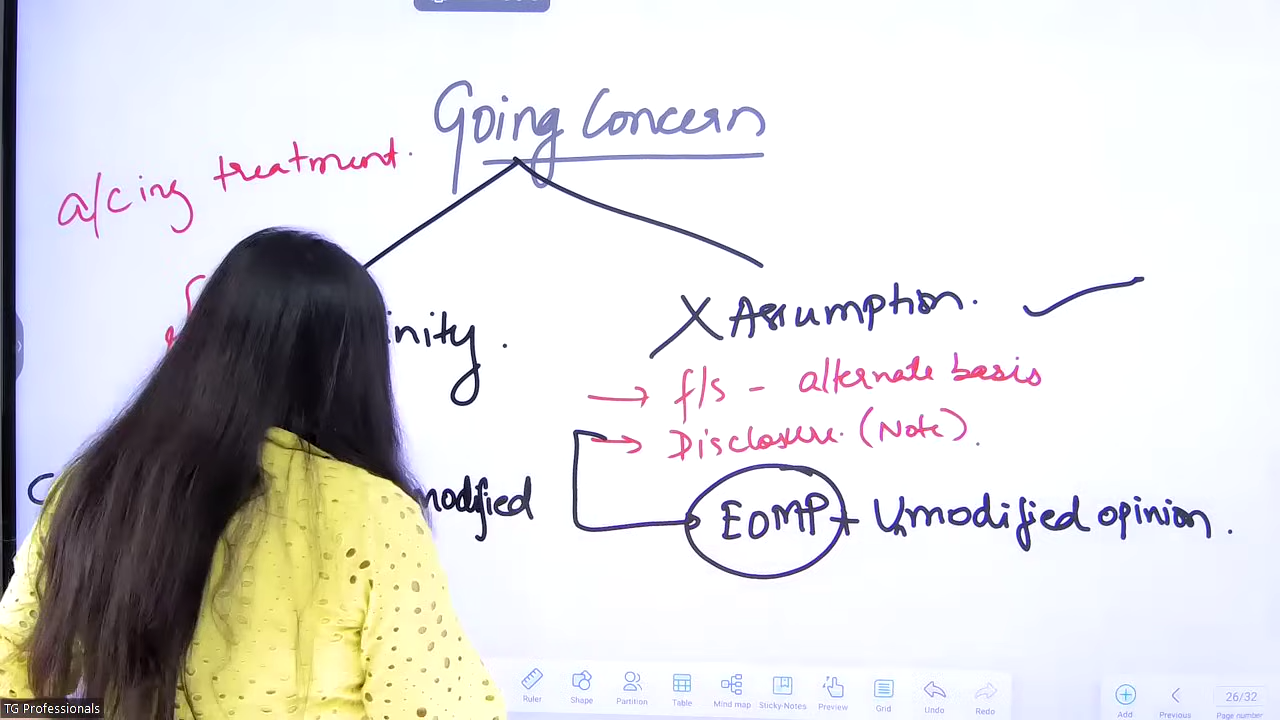 Going Concern
a/cing treatment.
X Assumption.
inity.
→ f/s - alternate basis
→ Disclosure (Note).
modified
EOMP + Unmodified opinion.
TG Professionals
Ruler
Shape
Partition
Table
Mind map
Sticky-Notes
Preview
Grid
Undo
Redo
Add
Previous
26/32
Page number